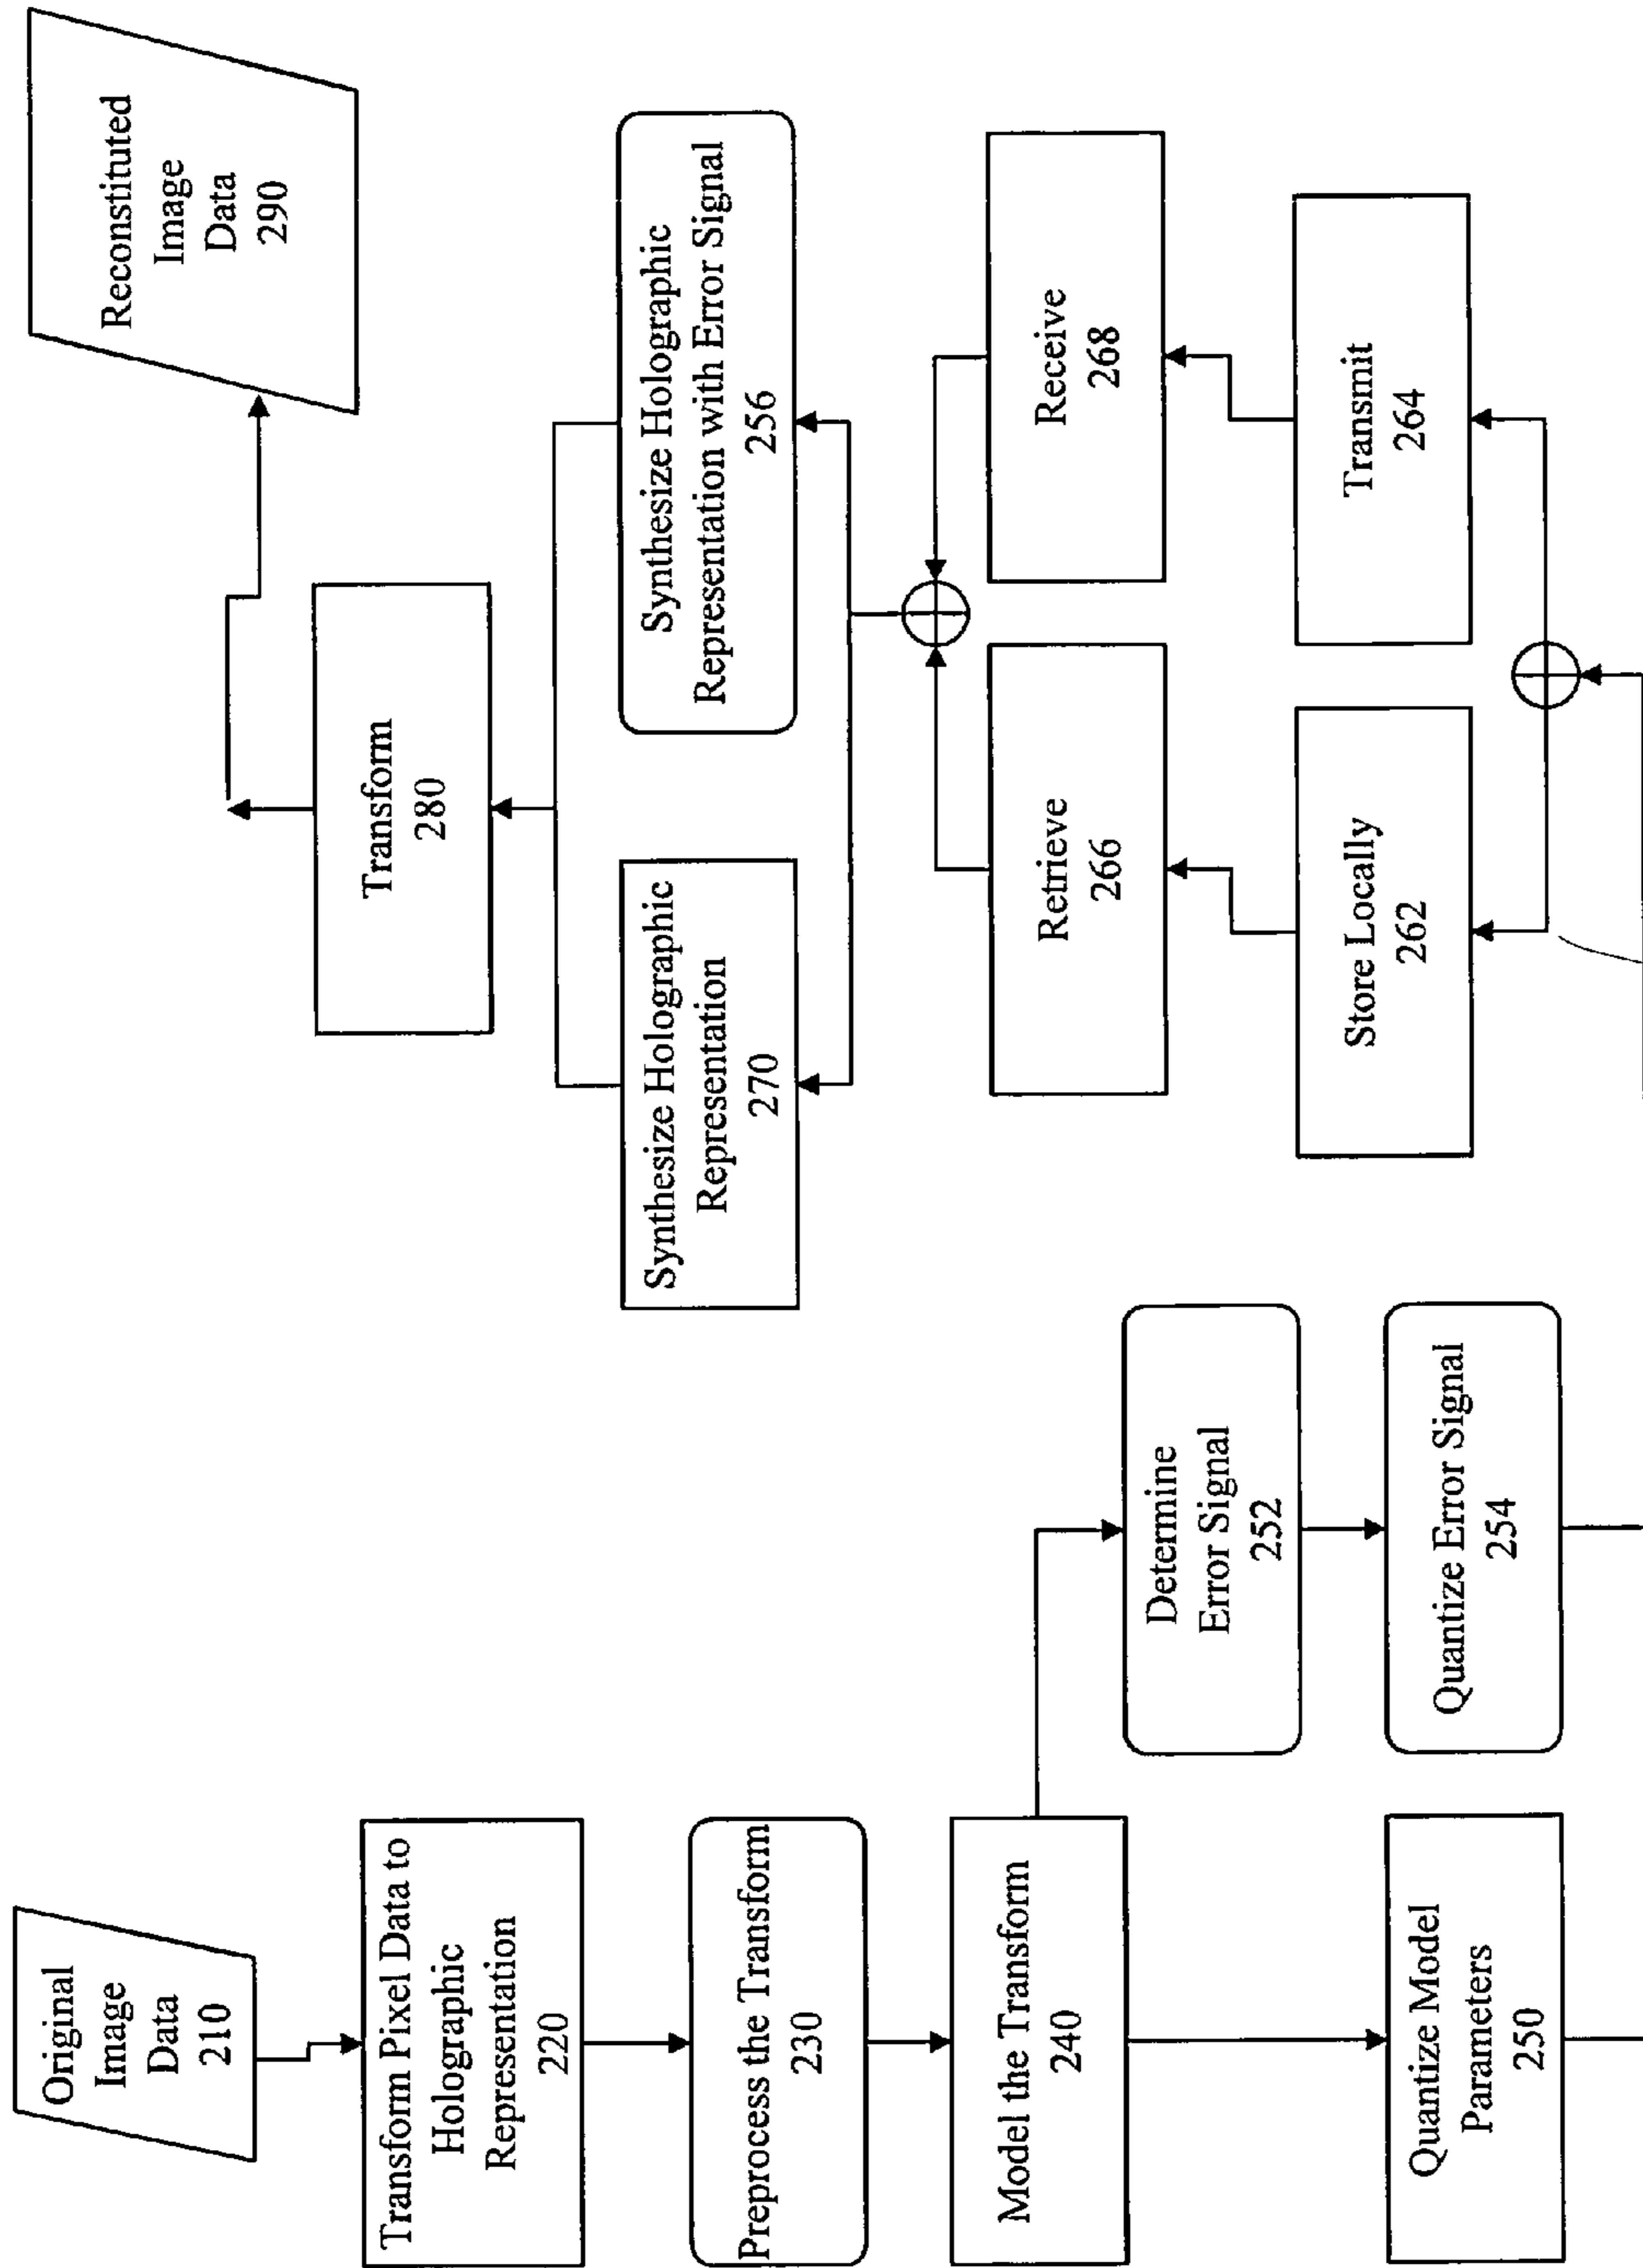 Original
Image
Data
210
Transform Pixel Data to
Holographic
Representation
220
Preprocess the Transform
230
Model the Transform
240
Quantize Model
Parameters
250
Determine
Error Signal
252
Quantize Error Signal
254
Store Locally
262
Transmit
264
Retrieve
266
Receive
268
Synthesize Holographic
Representation
270
Synthesize Holographic
Representation with Error Signal
256
Transform
280
Reconstituted
Image
Data
290